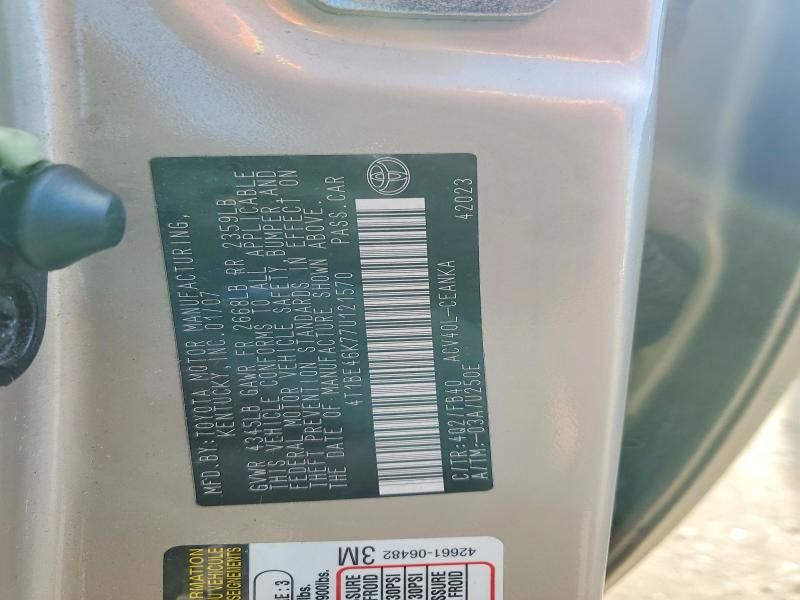 MFD.BY:TOYOTA MOTOR MANUFACTURING,
KENTUCKY, INC.01/07
GVWR 4345LB GAWR FR 2668LB RR 2359LB
THIS VEHICLE CONFORMS TO ALL APPLICABLE
FEDERAL MOTOR VEHICLE SAFETY, BUMPER, AND
THEFT PREVENTION STANDARDS IN EFFECT ON
THE DATE OF MANUFACTURE SHOWN ABOVE.
4T1BE46K77U121570 PASS.CAR
C/TR:4Q2/FB40 ACV40L-CEANKA
A/TM:-03A/U250E 42023
42661-06482
3M